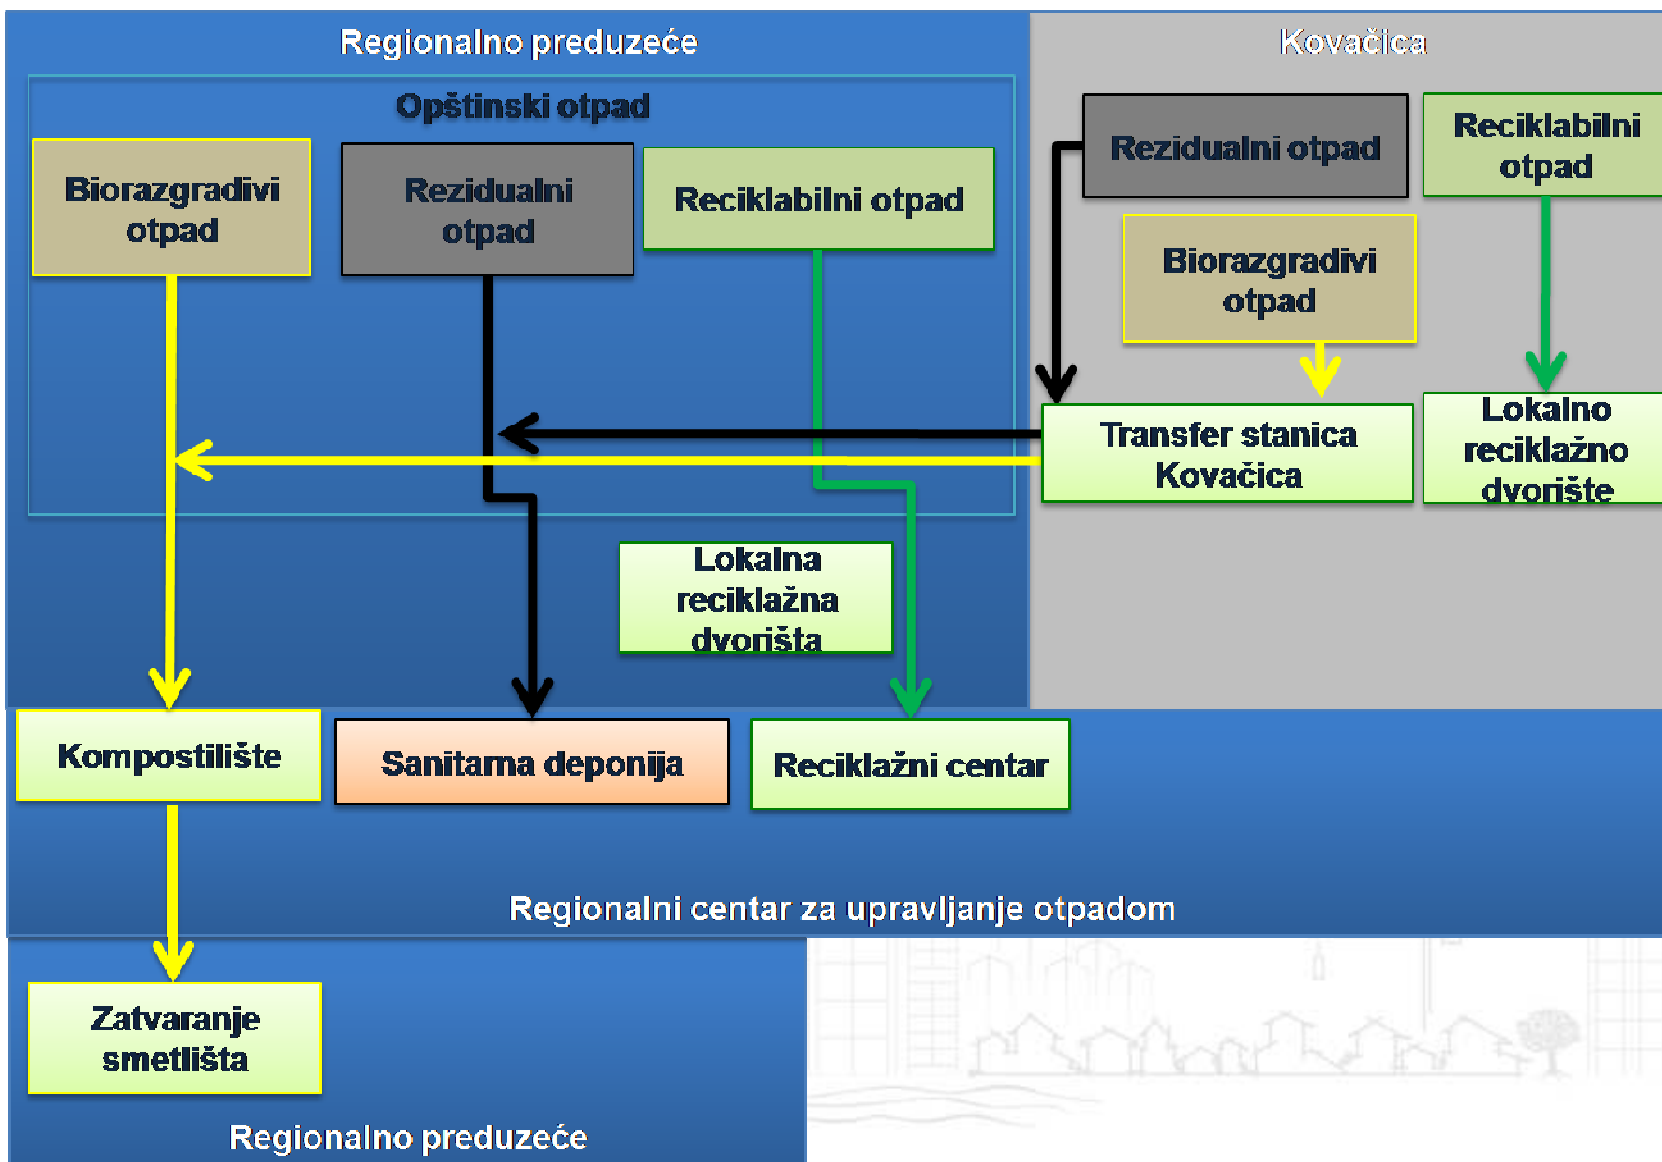 Regionalno preduzeće
Kovačica
Opštinski otpad
Biorazgradivi
otpad
Rezidualni
otpad
Reciklabilni otpad
Rezidualni otpad
Reciklabilni
otpad
Biorazgradivi
otpad
Transfer stanica
Kovačica
Lokalno
reciklažno
dvorište
Lokalna
reciklažna
dvorišta
Kompostilište
Sanitarna deponija
Reciklažni centar
Regionalni centar za upravljanje otpadom
Zatvaranje
smetlišta
Regionalno preduzeće